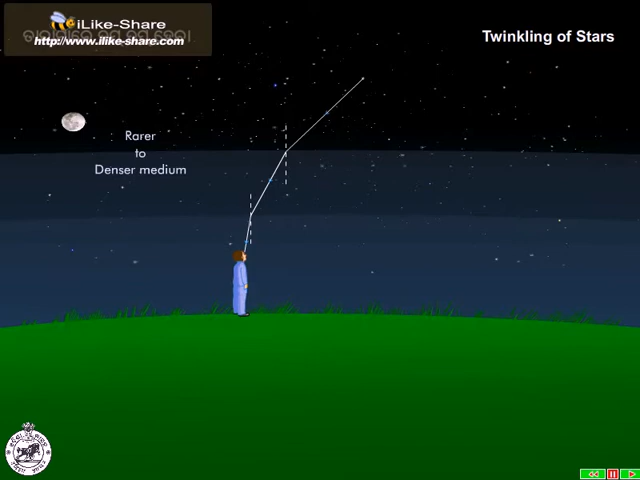 iLike-Share
http://www.ilike-share.com
Twinkling of Stars
Rarer
to
Denser medium